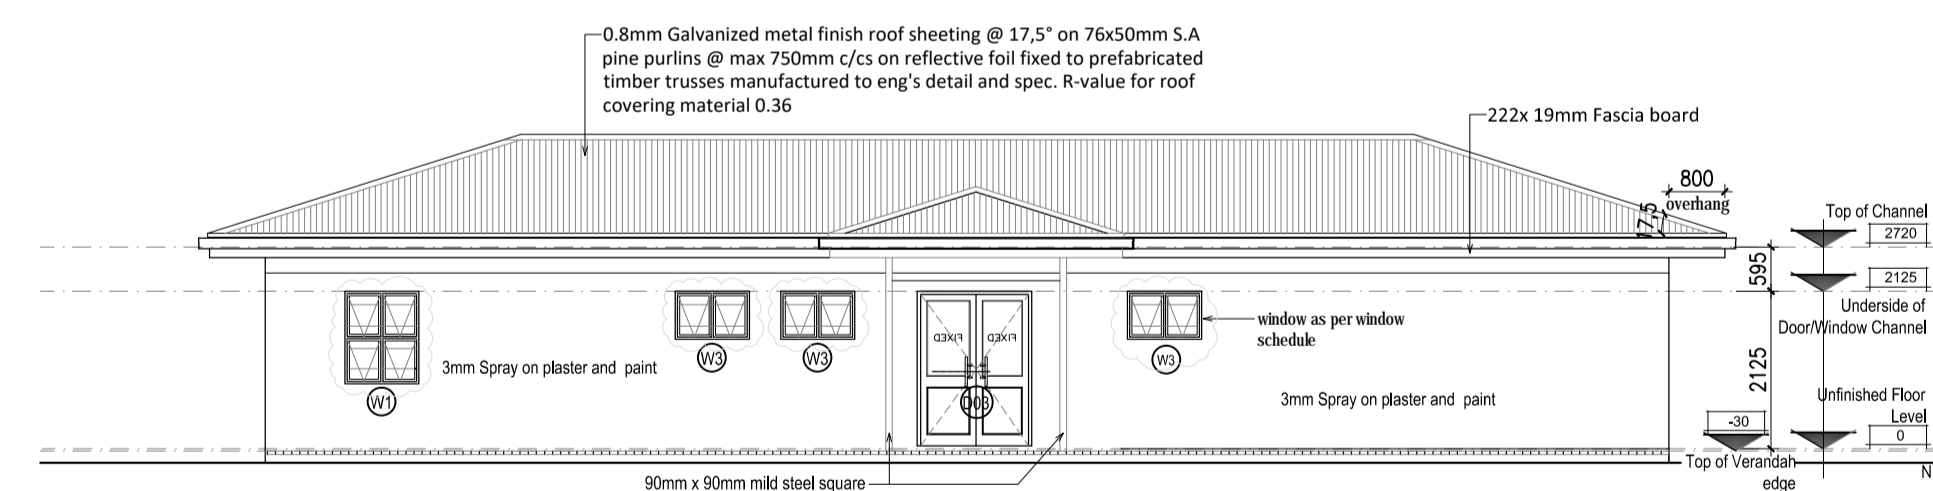 0.8mm Galvanized metal finish roof sheeting @ 17,5° on 76x50mm S.A
pine purlins @ max 750mm c/cs on reflective foil fixed to prefabricated
timber trusses manufactured to eng's detail and spec. R-value for roof
covering material 0.36
222x 19mm Fascia board
800
overhang
17,5
Top of Channel
2720
595
2125
Underside of
Door/Window Channel
window as per window
schedule
FIXED
FIXED
W3
W3
W3
3mm Spray on plaster and paint
W1
D03
3mm Spray on plaster and paint
2125
Unfinished Floor
Level
-30
0
Top of Verandah
edge
N
90mm x 90mm mild steel square